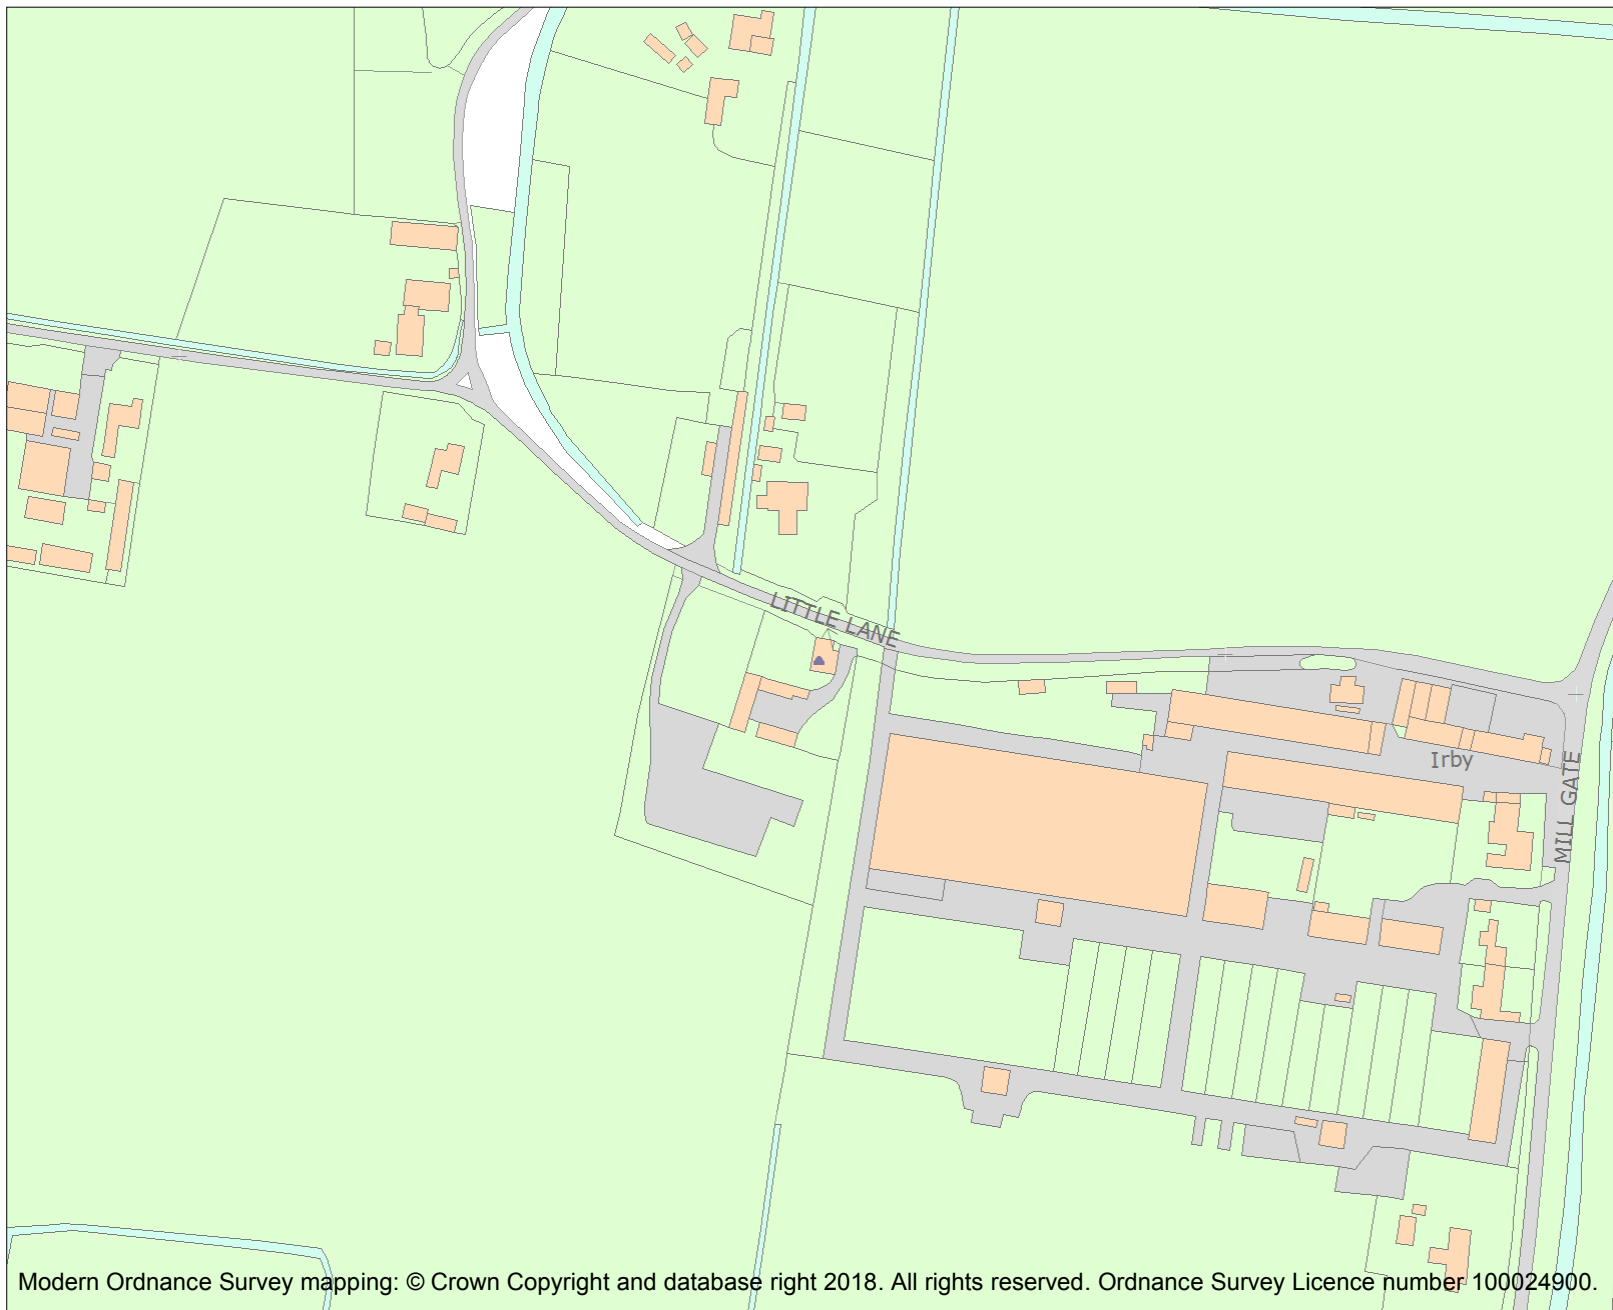 LITTLE LANE
Irby
MILL GATE
Modern Ordnance Survey mapping: © Crown Copyright and database right 2018. All rights reserved. Ordnance Survey Licence number 100024900.